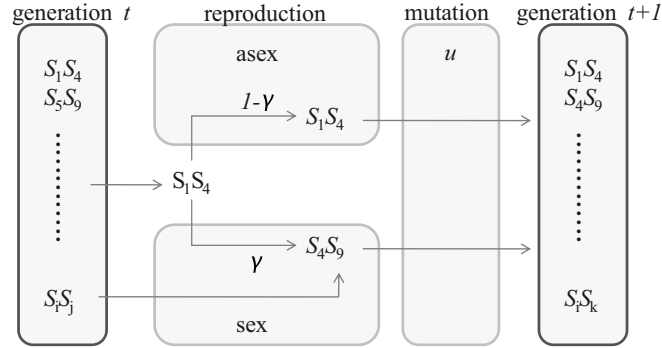 generation t
reproduction
mutation
generation t+1
S₁S₄
S₅S₉
asex
1-γ
S₁S₄
u
S₁S₄
S₄S₉
S₁S₄
γ
S₄S₉
SᵢSⱼ
sex
SᵢSₖ